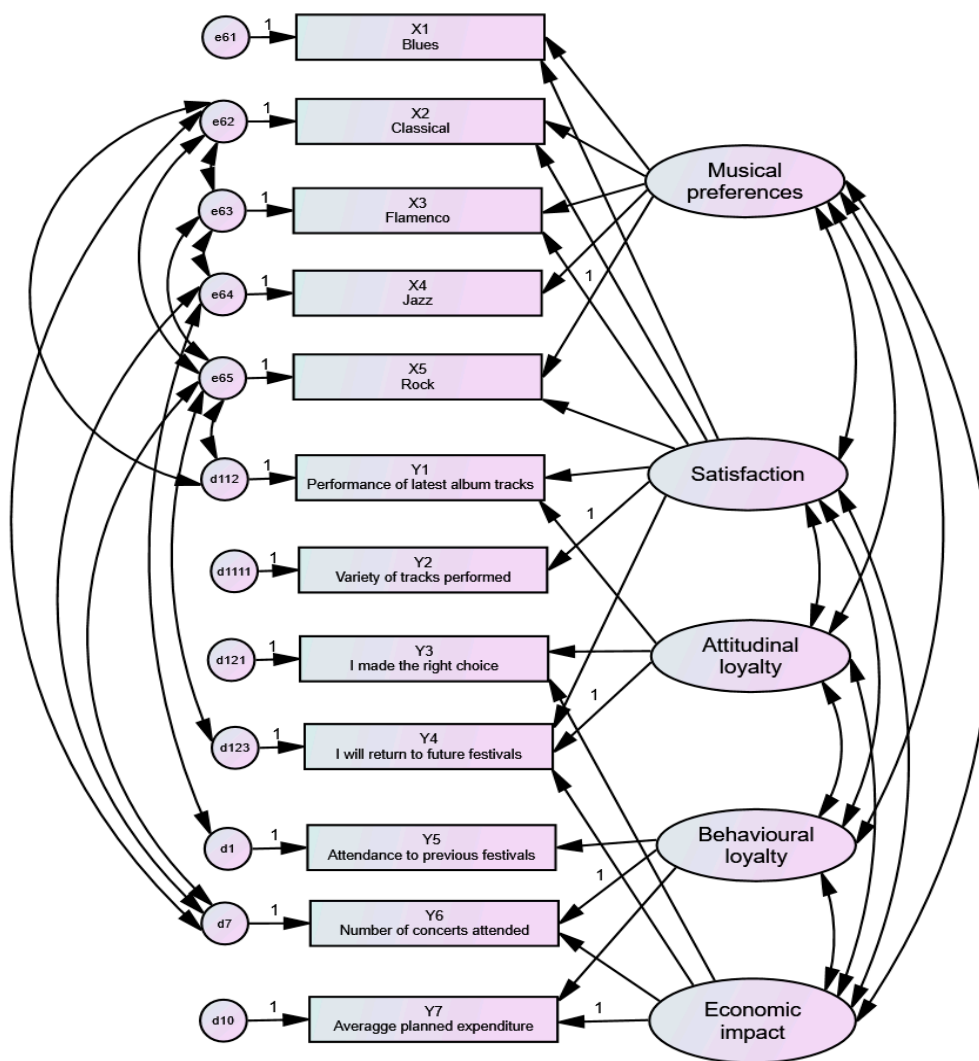 1
e61
X1
Blues
1
e62
X2
Classical
Musical
preferences
1
e63
X3
Flamenco
1
e64
X4
Jazz
1
1
e65
X5
Rock
1
d112
Y1
Performance of latest album tracks
Satisfaction
1
1
d1111
Y2
Variety of tracks performed
1
d121
Y3
I made the right choice
Attitudinal
loyalty
1
1
d123
Y4
I will return to future festivals
1
d1
Y5
Attendance to previous festivals
Behavioural
loyalty
1
1
d7
Y6
Number of concerts attended
1
d10
Y7
Averagge planned expenditure
1
Economic
impact